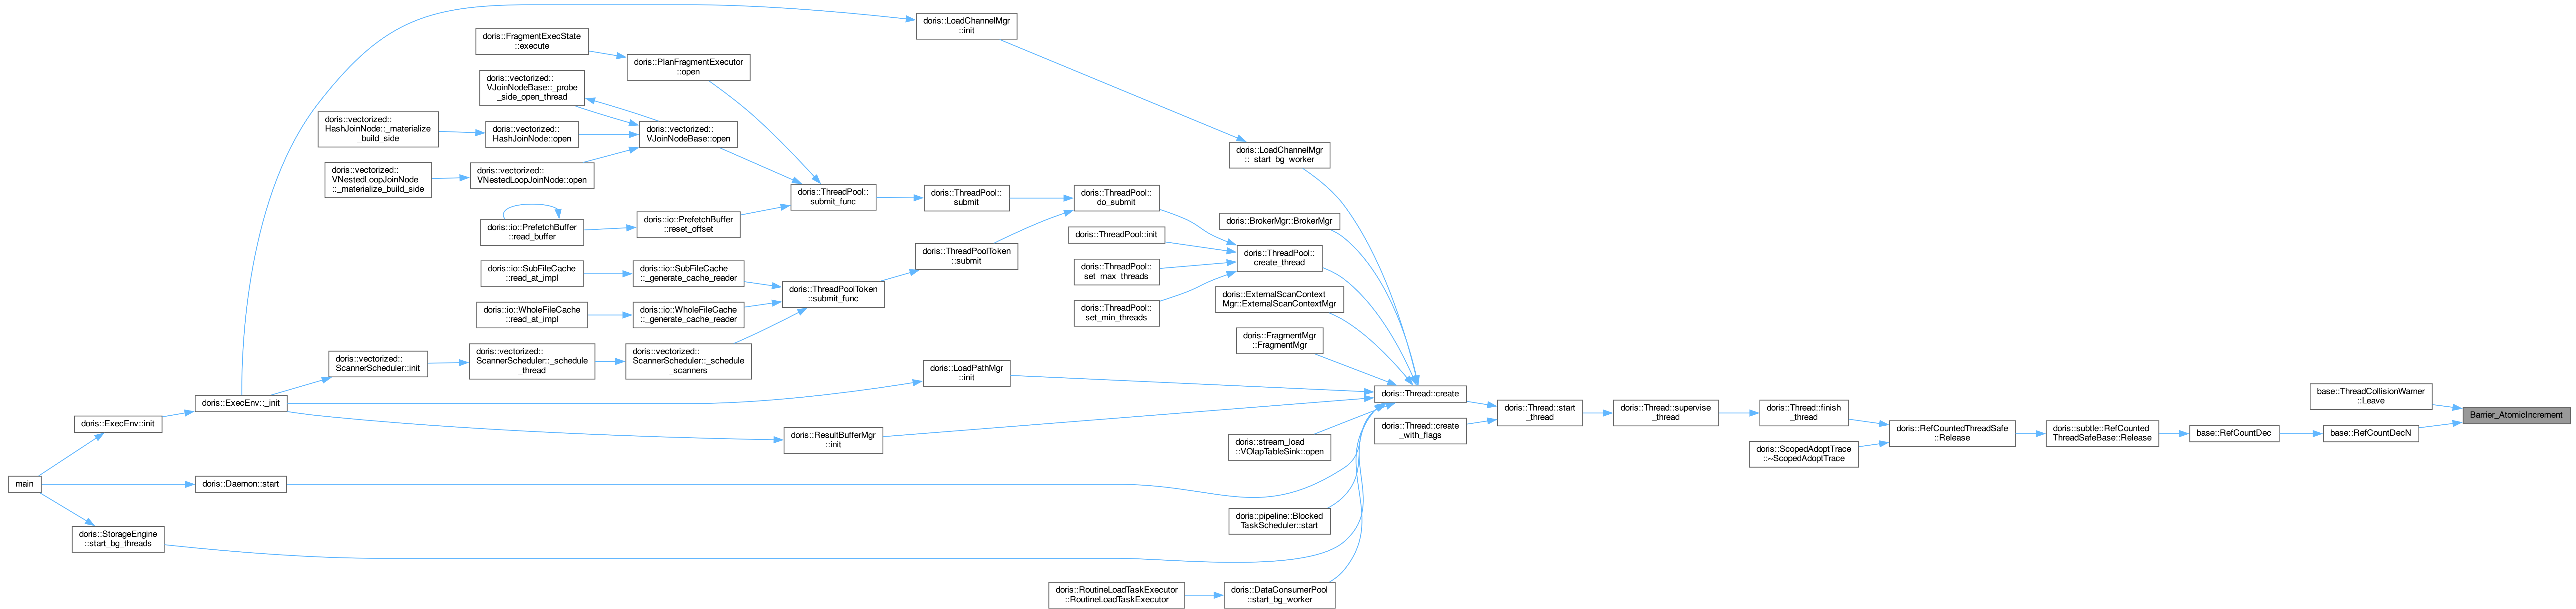 main
doris::ExecEnv::init
doris::StorageEngine
::start_bg_threads
doris::ExecEnv::_init
doris::Daemon::start
doris::vectorized::
HashJoinNode::_materialize
_build_side
doris::vectorized::
VNestedLoopJoinNode
::_materialize_build_side
doris::vectorized::
ScannerScheduler::init
doris::FragmentExecState
::execute
doris::vectorized::
VJoinNodeBase::_probe
_side_open_thread
doris::vectorized::
HashJoinNode::open
doris::vectorized::
VNestedLoopJoinNode::open
doris::io::PrefetchBuffer
::read_buffer
doris::io::SubFileCache
::read_at_impl
doris::io::WholeFileCache
::read_at_impl
doris::vectorized::
ScannerScheduler::_schedule
_thread
doris::PlanFragmentExecutor
::open
doris::vectorized::
VJoinNodeBase::open
doris::io::PrefetchBuffer
::reset_offset
doris::io::SubFileCache
::_generate_cache_reader
doris::io::WholeFileCache
::_generate_cache_reader
doris::vectorized::
ScannerScheduler::_schedule
_scanners
doris::ThreadPool::
submit_func
doris::ThreadPoolToken
::submit_func
doris::ResultBufferMgr
::init
doris::LoadChannelMgr
::init
doris::ThreadPool::
submit
doris::ThreadPoolToken
::submit
doris::LoadPathMgr
::init
doris::ThreadPool::
do_submit
doris::ThreadPool::init
doris::ThreadPool::
set_max_threads
doris::ThreadPool::
set_min_threads
doris::RoutineLoadTaskExecutor
::RoutineLoadTaskExecutor
doris::LoadChannelMgr
::_start_bg_worker
doris::BrokerMgr::BrokerMgr
doris::ThreadPool::
create_thread
doris::ExternalScanContext
Mgr::ExternalScanContextMgr
doris::FragmentMgr
::FragmentMgr
doris::stream_load
::VOlapTableSink::open
doris::pipeline::Blocked
TaskScheduler::start
doris::DataConsumerPool
::start_bg_worker
doris::Thread::create
doris::Thread::create
_with_flags
doris::Thread::start
_thread
doris::Thread::supervise
_thread
doris::Thread::finish
_thread
doris::ScopedAdoptTrace
::~ScopedAdoptTrace
doris::RefCountedThreadSafe
::Release
doris::subtle::RefCounted
ThreadSafeBase::Release
base::RefCountDec
base::ThreadCollisionWarner
::Leave
base::RefCountDecN
Barrier_AtomicIncrement